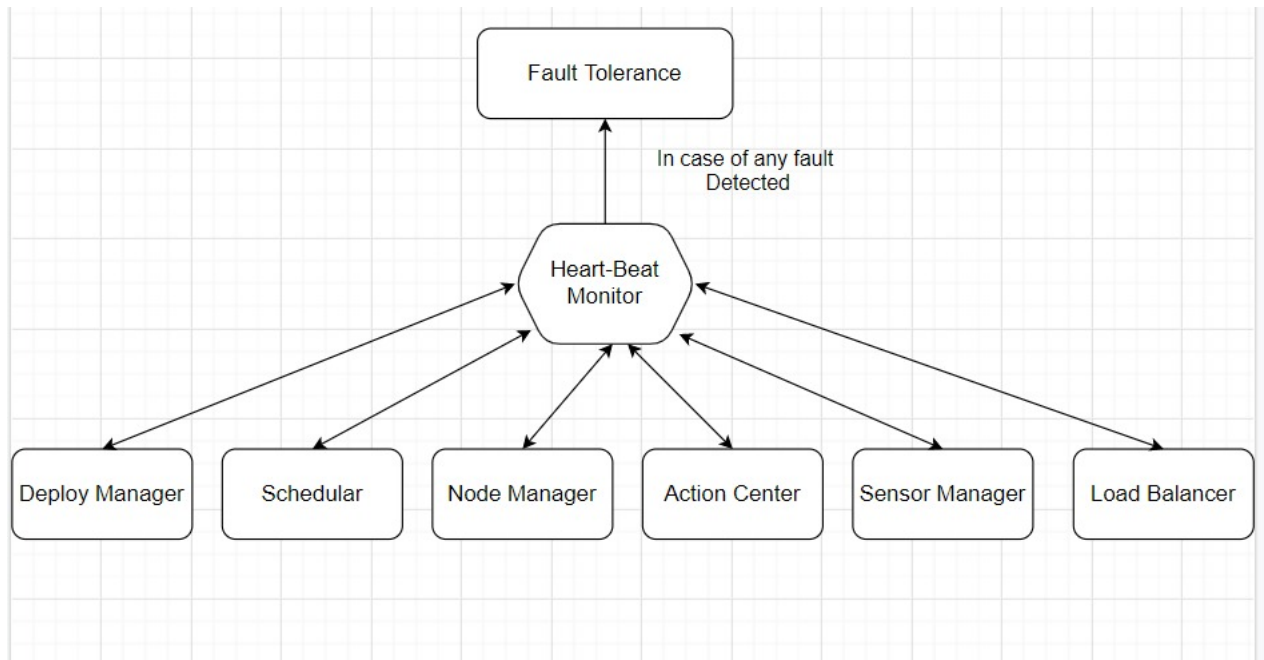 Fault Tolerance
In case of any fault
Detected
Heart-Beat
Monitor
Deploy Manager
Schedular
Node Manager
Action Center
Sensor Manager
Load Balancer